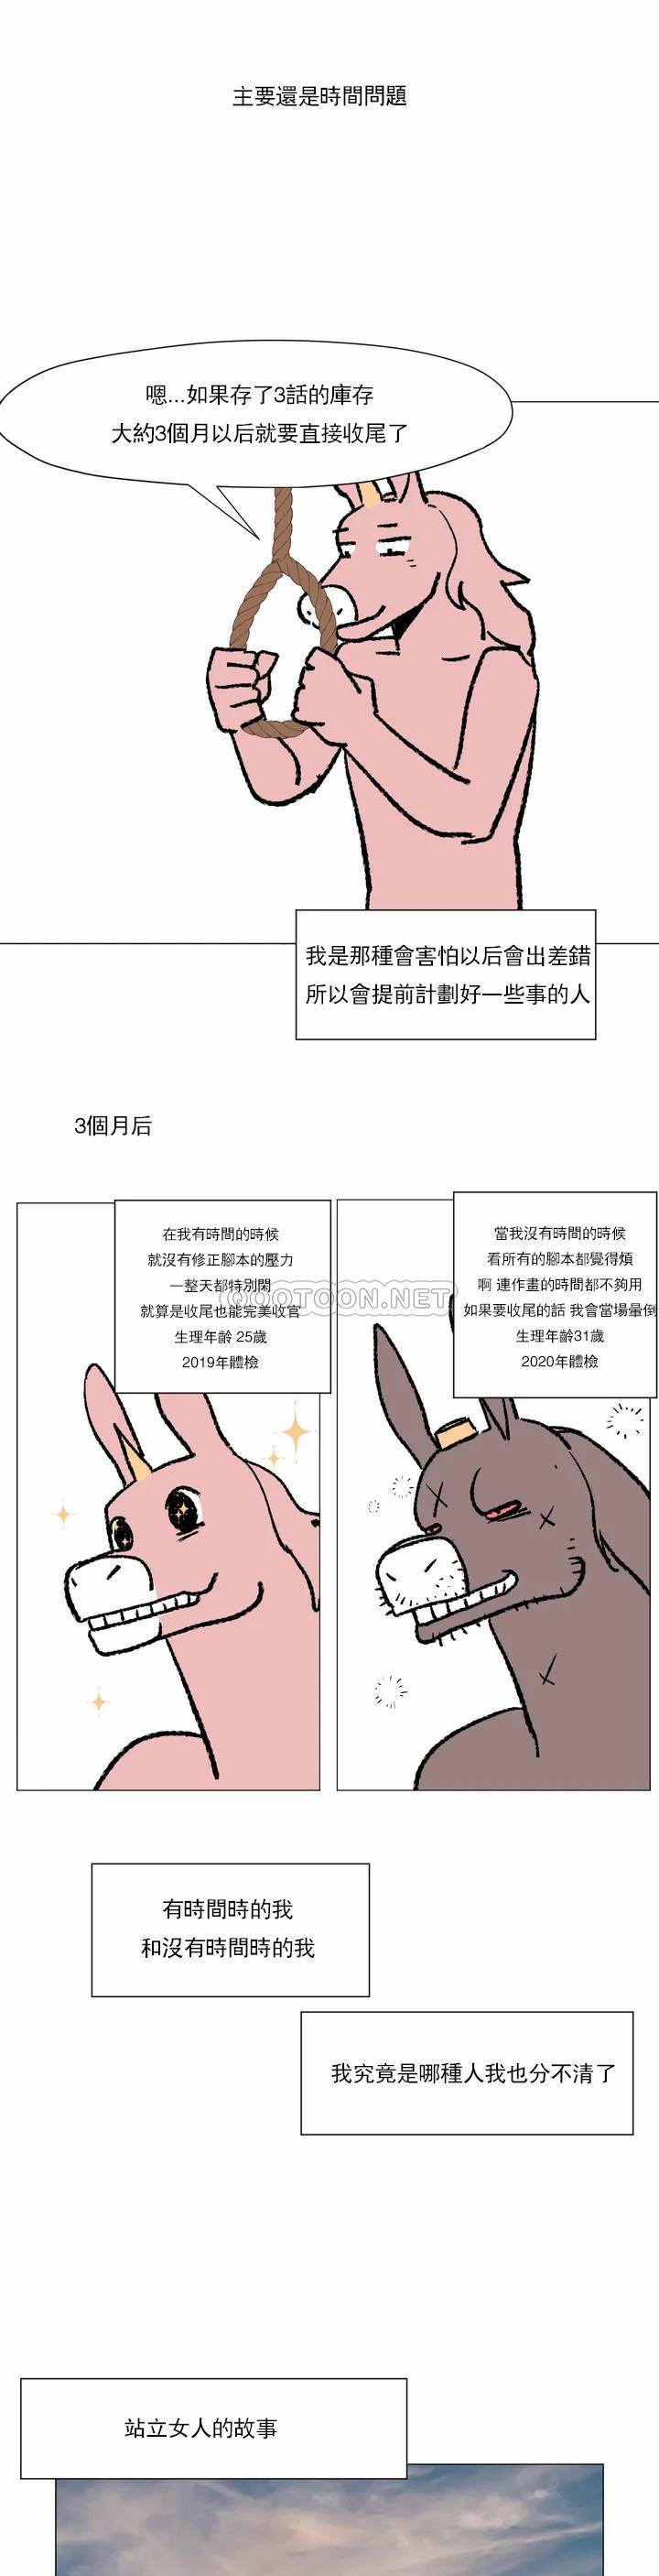 主要還是時間問題
嗯...如果存了3話的庫存
大約3個月以后就要直接收尾了
我是那種會害怕以后會出差錯
所以會提前計劃好一些事的人
3個月后
在我有時間的時候
就沒有修正腳本的壓力
一整天都特別閑
就算是收尾也能完美收官
生理年齡 25歲
2019年體檢
當我沒有時間的時候
看所有的腳本都覺得煩
啊 連作畫的時間都不夠用
如果要收尾的話 我會當場暈倒
生理年齡31歲
2020年體檢
QOOTOON.NET
有時間時的我
和沒有時間時的我
我究竟是哪種人我也分不清了
站立女人的故事